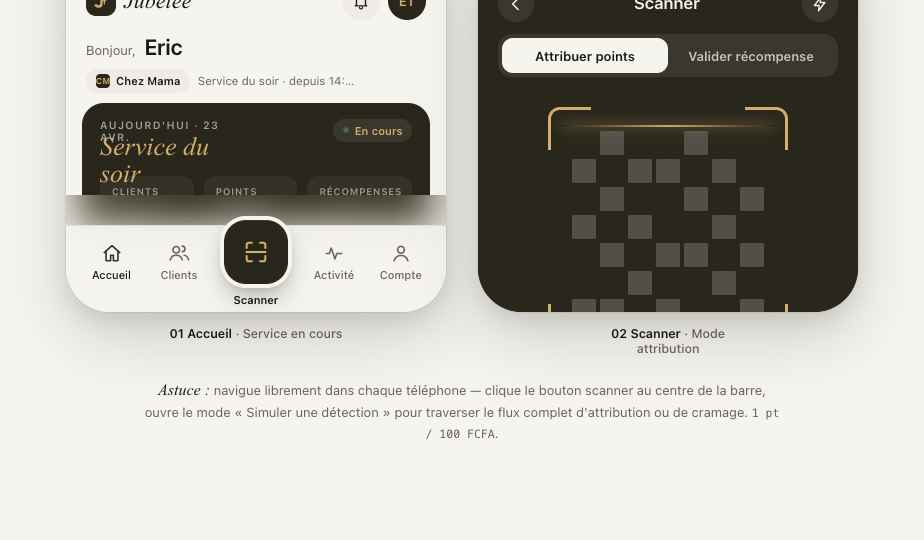 Jubélée
ET
Bonjour, Eric
CM Chez Mama Service du soir · depuis 14:...
AUJOURD'HUI · 23
AVR.
En cours
Service du
soir
CLIENTS POINTS RÉCOMPENSES
Accueil Clients Scanner Activité Compte
01 Accueil · Service en cours
Scanner
Attribuer points Valider récompense
02 Scanner · Mode
attribution
Astuce : navigue librement dans chaque téléphone — clique le bouton scanner au centre de la barre,
ouvre le mode « Simuler une détection » pour traverser le flux complet d'attribution ou de cramage. 1 pt
/ 100 FCFA.